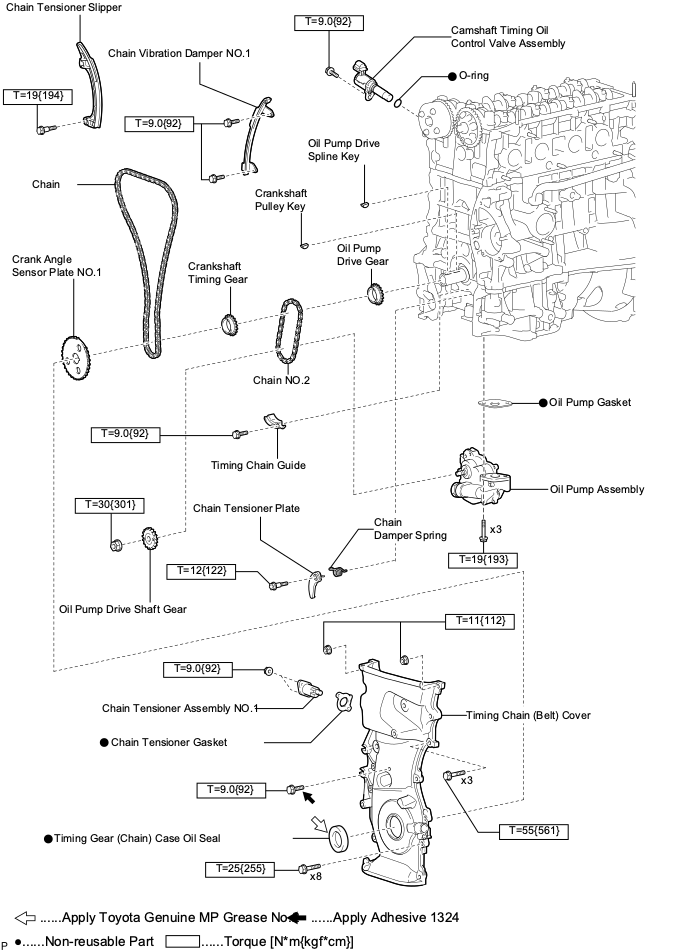 Chain Tensioner Slipper
T=9.0{92}
Camshaft Timing Oil
Control Valve Assembly
Chain Vibration Damper NO.1
● O-ring
T=19{194}
T=9.0{92}
Oil Pump Drive
Spline Key
Chain
Crankshaft
Pulley Key
Crank Angle
Sensor Plate NO.1
Crankshaft
Timing Gear
Oil Pump
Drive Gear
Chain NO.2
● Oil Pump Gasket
T=9.0{92}
Timing Chain Guide
Oil Pump Assembly
T=30{301}
Chain Tensioner Plate
Chain
Damper Spring
x3
T=19{193}
T=12{122}
Oil Pump Drive Shaft Gear
T=11{112}
T=9.0{92}
Chain Tensioner Assembly NO.1
Timing Chain (Belt) Cover
● Chain Tensioner Gasket
x3
T=9.0{92}
T=55{561}
● Timing Gear (Chain) Case Oil Seal
T=25{255}
x8
......Apply Toyota Genuine MP Grease No. ......Apply Adhesive 1324
P ●......Non-reusable Part ......Torque [N*m{kgf*cm}]